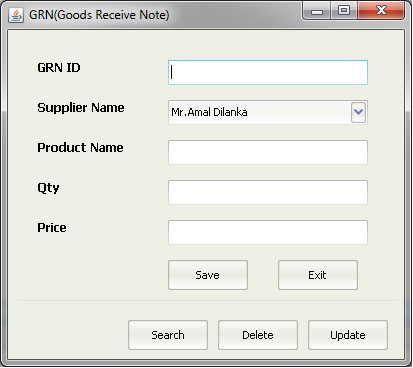 GRN(Goods Receive Note)
GRN ID
Supplier Name Mr.Amal Dilanka
Product Name
Qty
Price
Save Exit
Search Delete Update